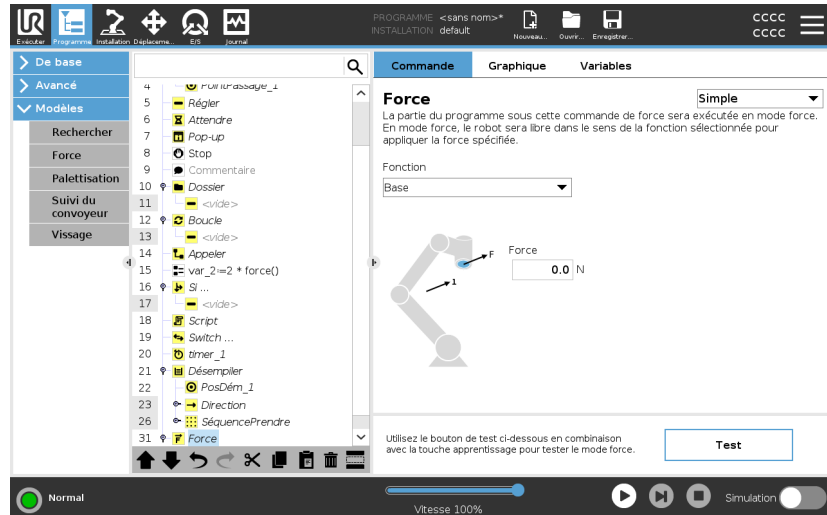 PROGRAMME <sans nom>*
INSTALLATION default
Nouveau... Ouvrir... Enregistrer...
CCCC
CCCC
Exécuter Programme Installation Déplaceme... E/S Journal
De base
Avancé
Modèles
Rechercher
Force
Palettisation
Suivi du
convoyeur
Vissage
4 PointPassage_1
5 Régler
6 Attendre
7 Pop-up
8 Stop
9 Commentaire
10 Dossier
11 <vide>
12 Boucle
13 <vide>
14 Appeler
15 var_2:=2 * force()
16 Si ...
17 <vide>
18 Script
19 Switch ...
20 timer_1
21 Désempiler
22 PosDém_1
23 Direction
26 SéquencePrendre
31 Force
Commande Graphique Variables
Force Simple
La partie du programme sous cette commande de force sera exécutée en mode force.
En mode force, le robot sera libre dans le sens de la fonction sélectionnée pour
appliquer la force spécifiée.
Fonction
Base
F
1
Force
0.0 N
Utilisez le bouton de test ci-dessous en combinaison
avec la touche apprentissage pour tester le mode force.
Test
Normal
Vitesse 100%
Simulation